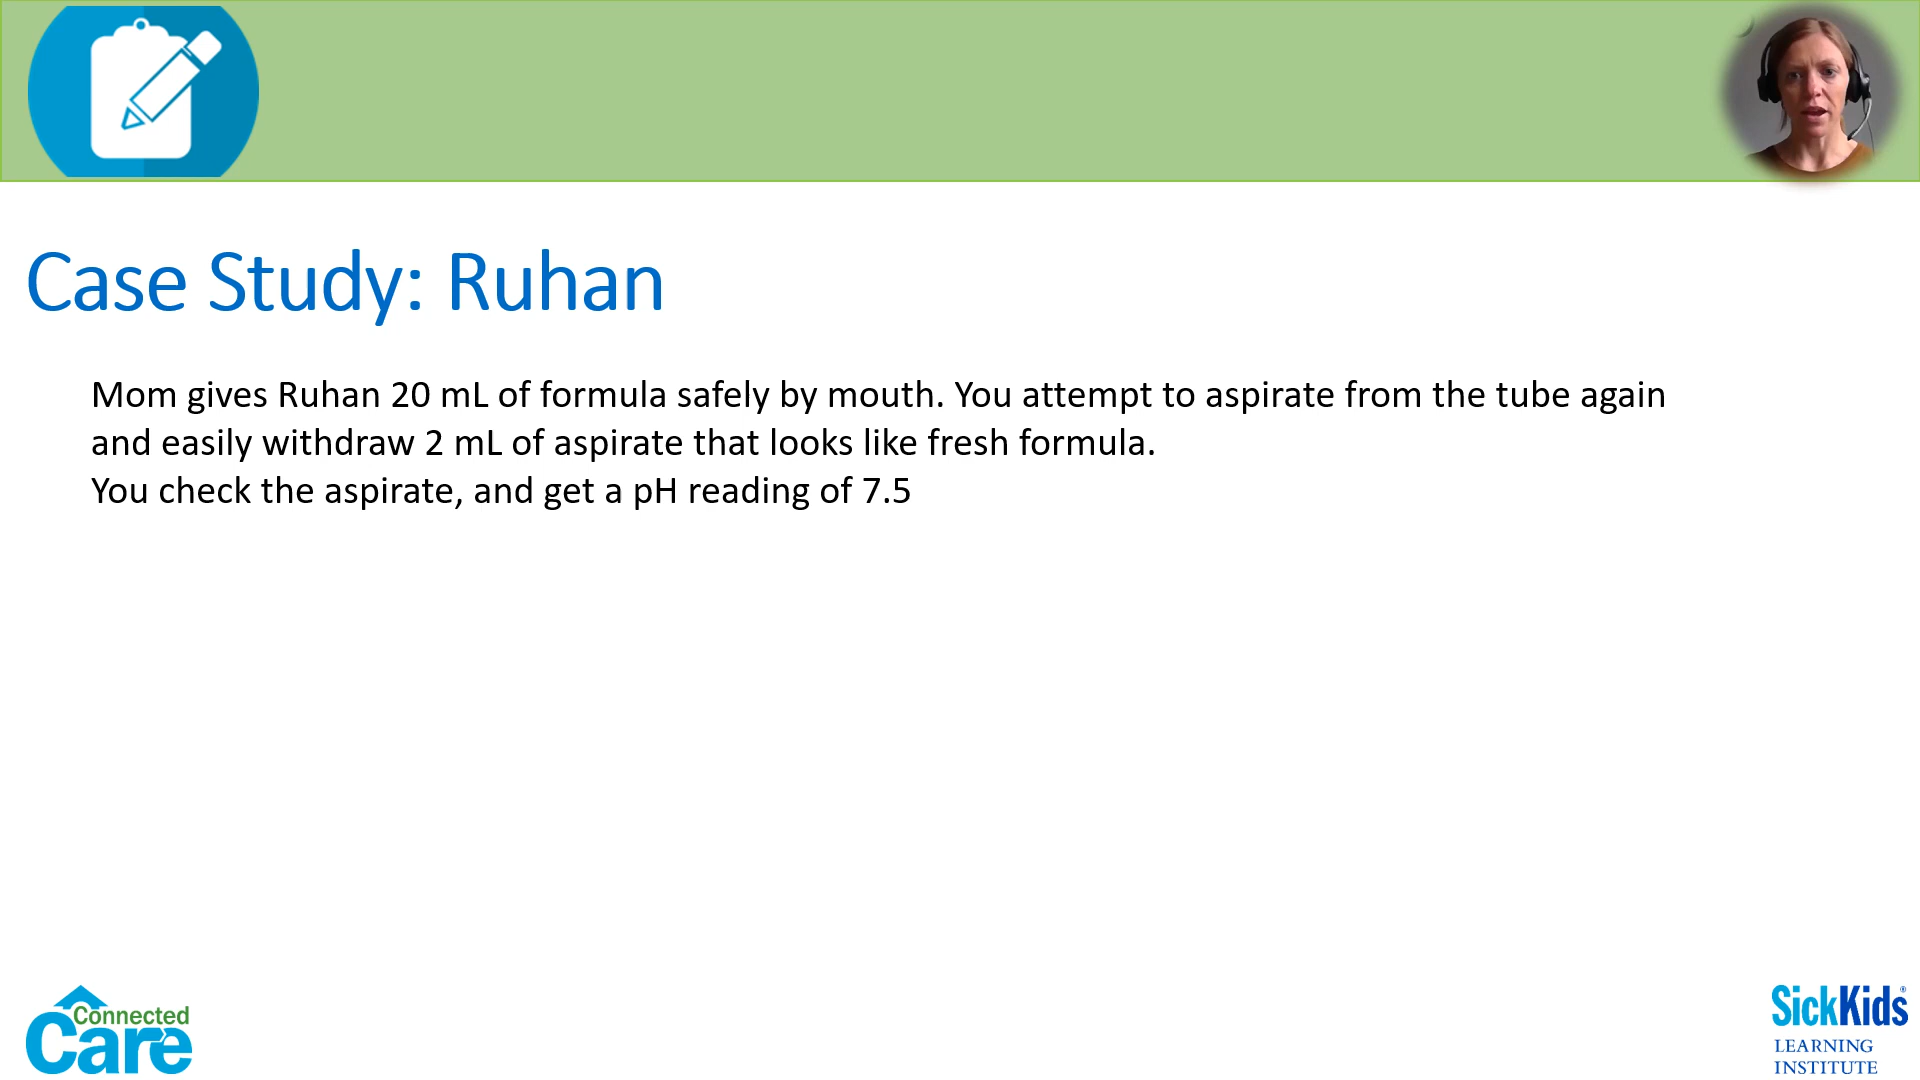 Case Study: Ruhan
Mom gives Ruhan 20 mL of formula safely by mouth. You attempt to aspirate from the tube again
and easily withdraw 2 mL of aspirate that looks like fresh formula.
You check the aspirate, and get a pH reading of 7.5
Connected
Care
SickKids®
LEARNING
INSTITUTE